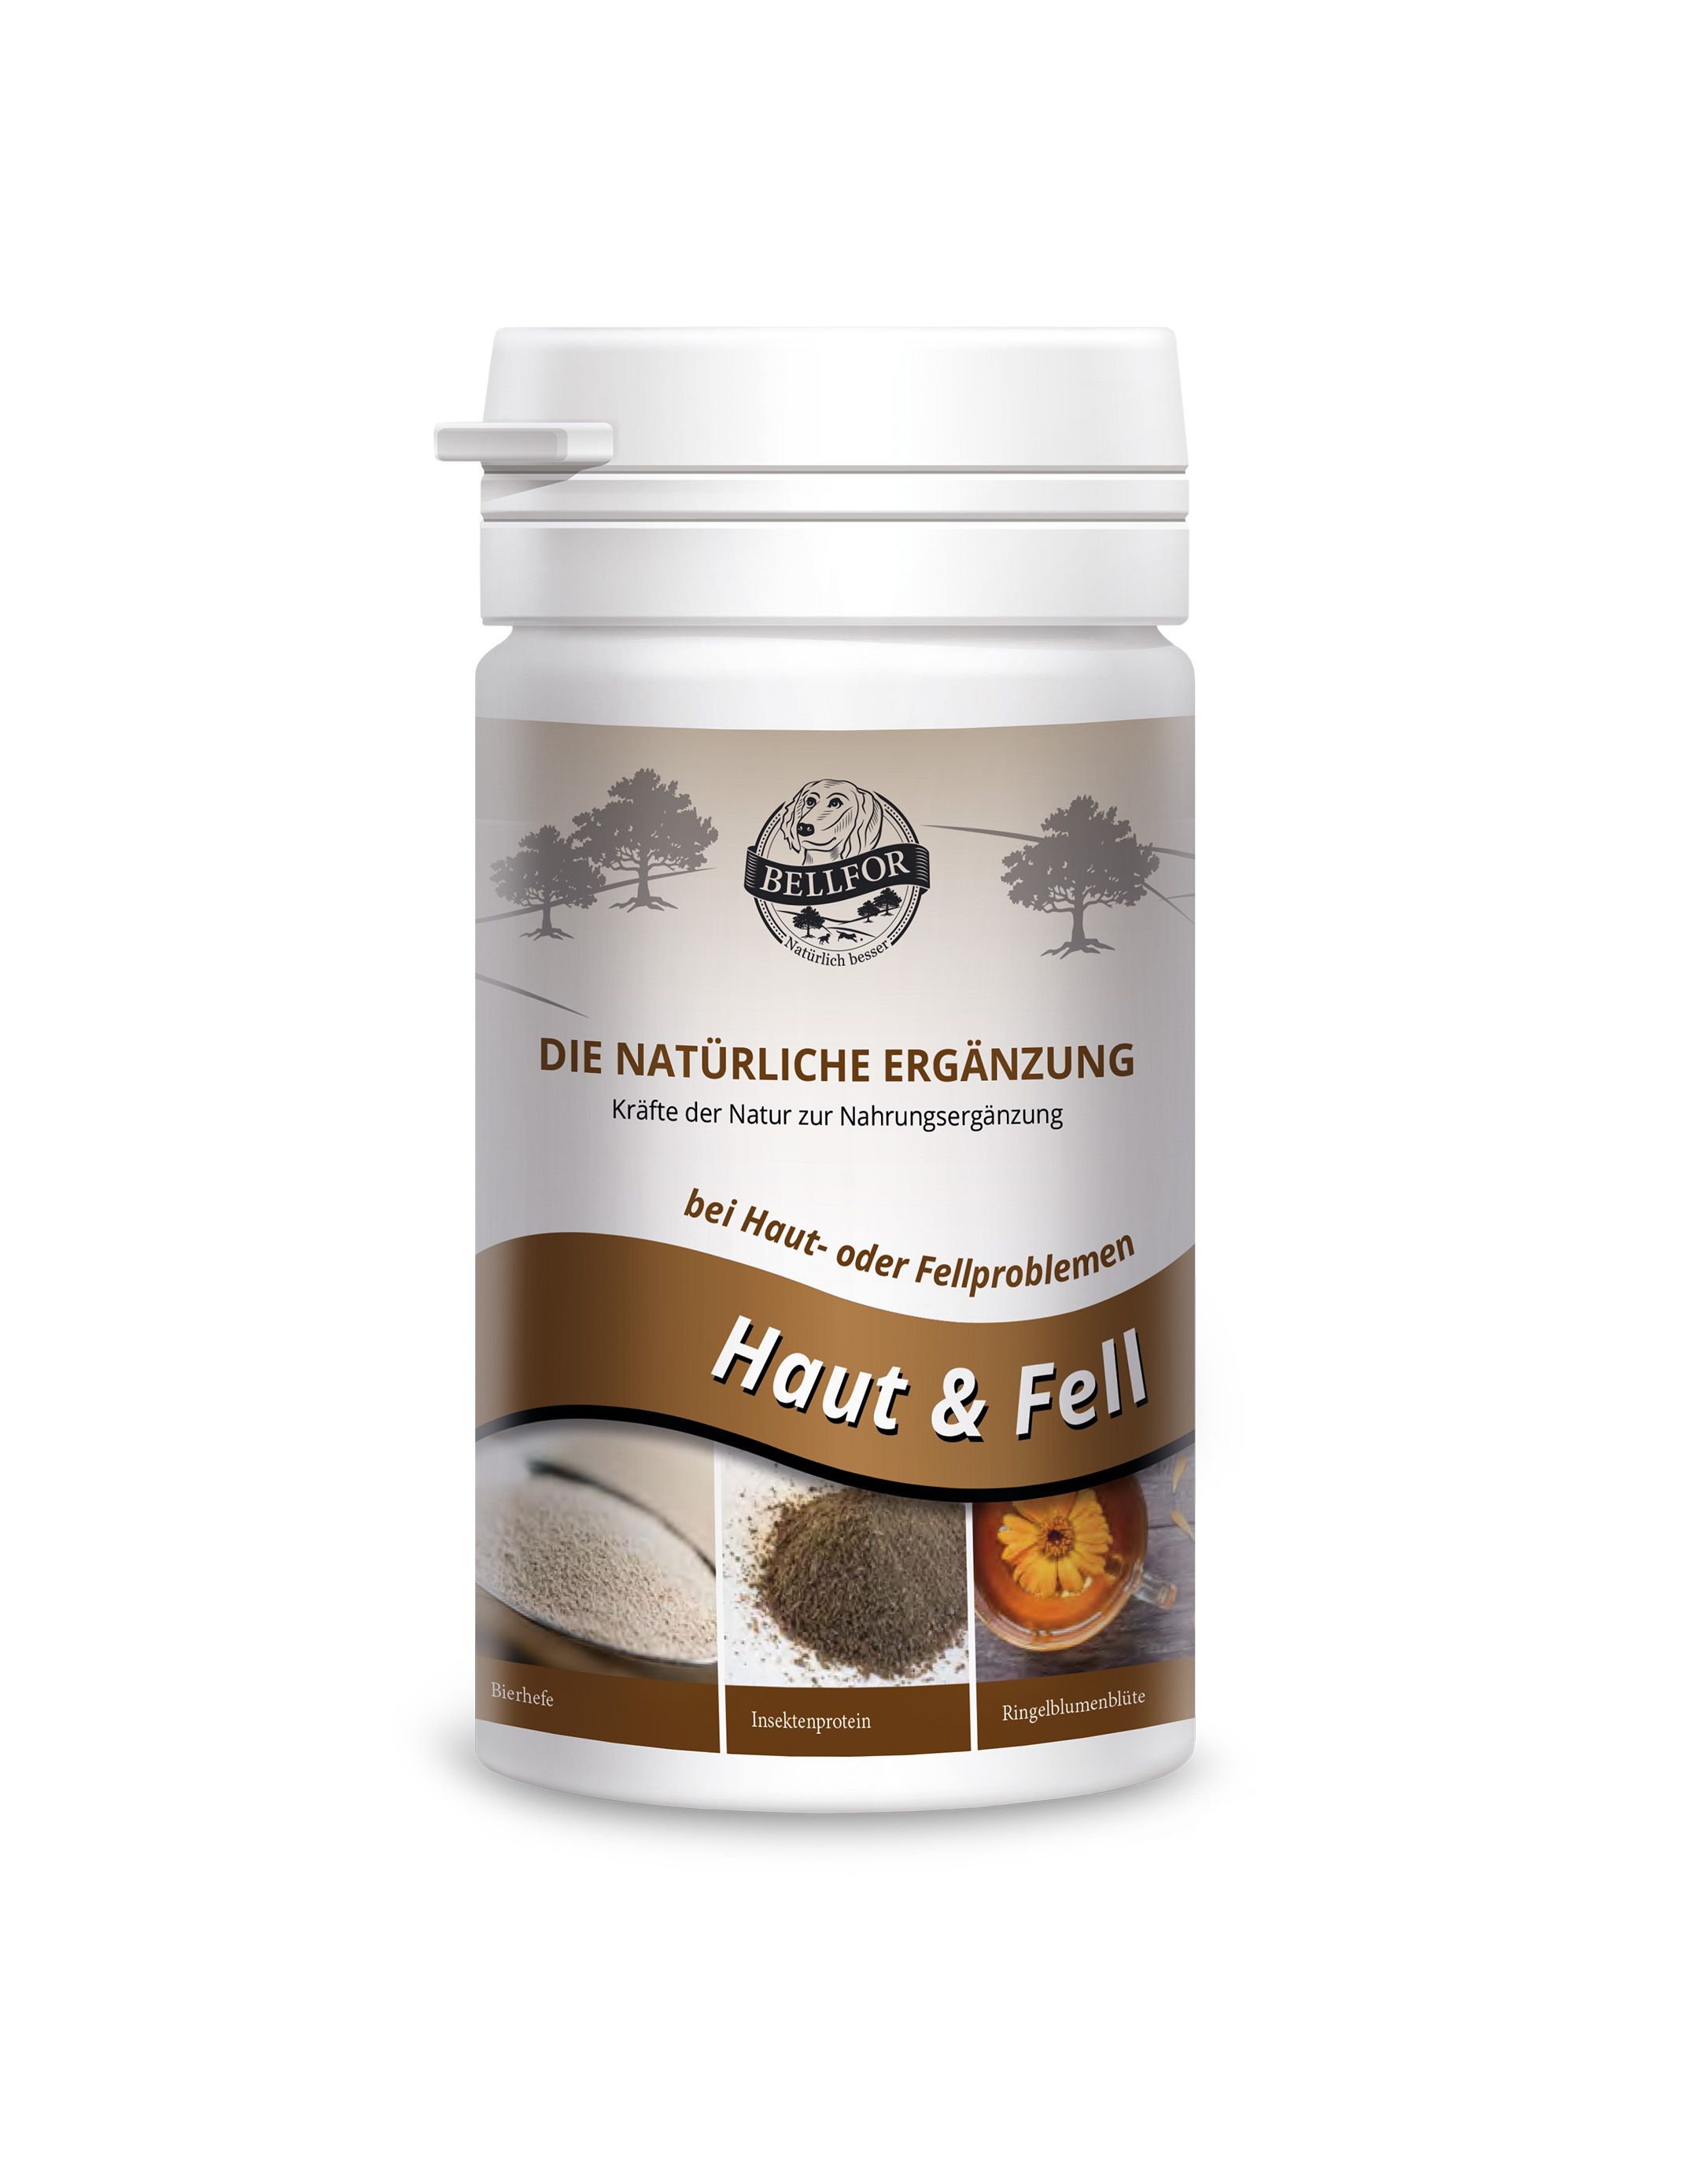 BELLFOR
Natürlich besser
DIE NATÜRLICHE ERGÄNZUNG
Kräfte der Natur zur Nahrungsergänzung
bei Haut- oder Fellproblemen
Haut & Fell
Bierhefe
Insektenprotein
Ringelblumenblüte